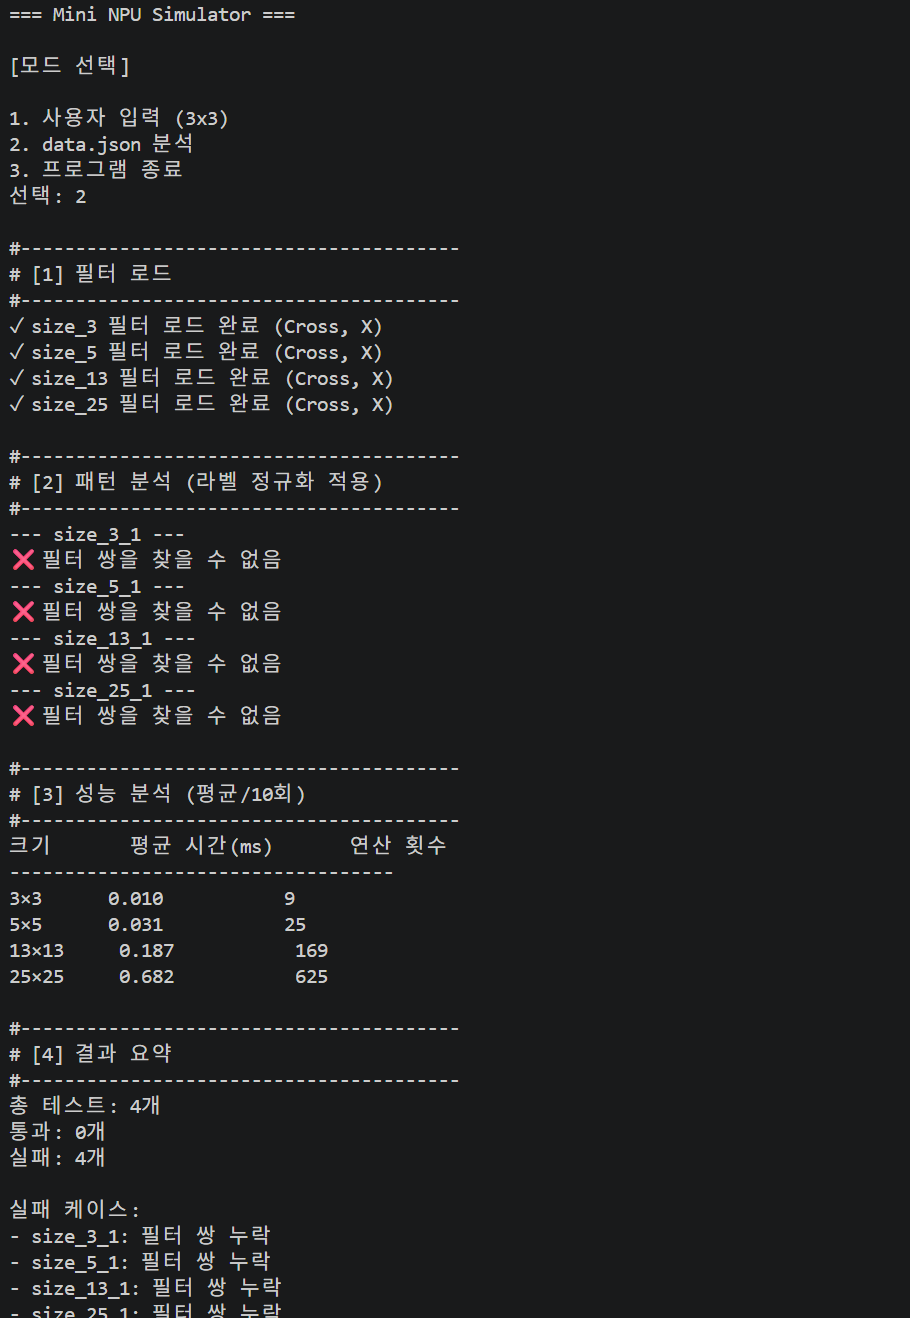 === Mini NPU Simulator ===
[모드 선택]
1. 사용자 입력 (3x3)
2. data.json 분석
3. 프로그램 종료
선택: 2
#----------------------------------------
# [1] 필터 로드
#----------------------------------------
✓ size_3 필터 로드 완료 (Cross, X)
✓ size_5 필터 로드 완료 (Cross, X)
✓ size_13 필터 로드 완료 (Cross, X)
✓ size_25 필터 로드 완료 (Cross, X)
#----------------------------------------
# [2] 패턴 분석 (라벨 정규화 적용)
#----------------------------------------
--- size_3_1 ---
❌ 필터 쌍을 찾을 수 없음
--- size_5_1 ---
❌ 필터 쌍을 찾을 수 없음
--- size_13_1 ---
❌ 필터 쌍을 찾을 수 없음
--- size_25_1 ---
❌ 필터 쌍을 찾을 수 없음
#----------------------------------------
# [3] 성능 분석 (평균/10회)
#----------------------------------------
크기 평균 시간(ms) 연산 횟수
-----------------------------------
3×3 0.010 9
5×5 0.031 25
13×13 0.187 169
25×25 0.682 625
#----------------------------------------
# [4] 결과 요약
#----------------------------------------
총 테스트: 4개
통과: 0개
실패: 4개
실패 케이스:
- size_3_1: 필터 쌍 누락
- size_5_1: 필터 쌍 누락
- size_13_1: 필터 쌍 누락
- size_25_1: 필터 쌍 누락